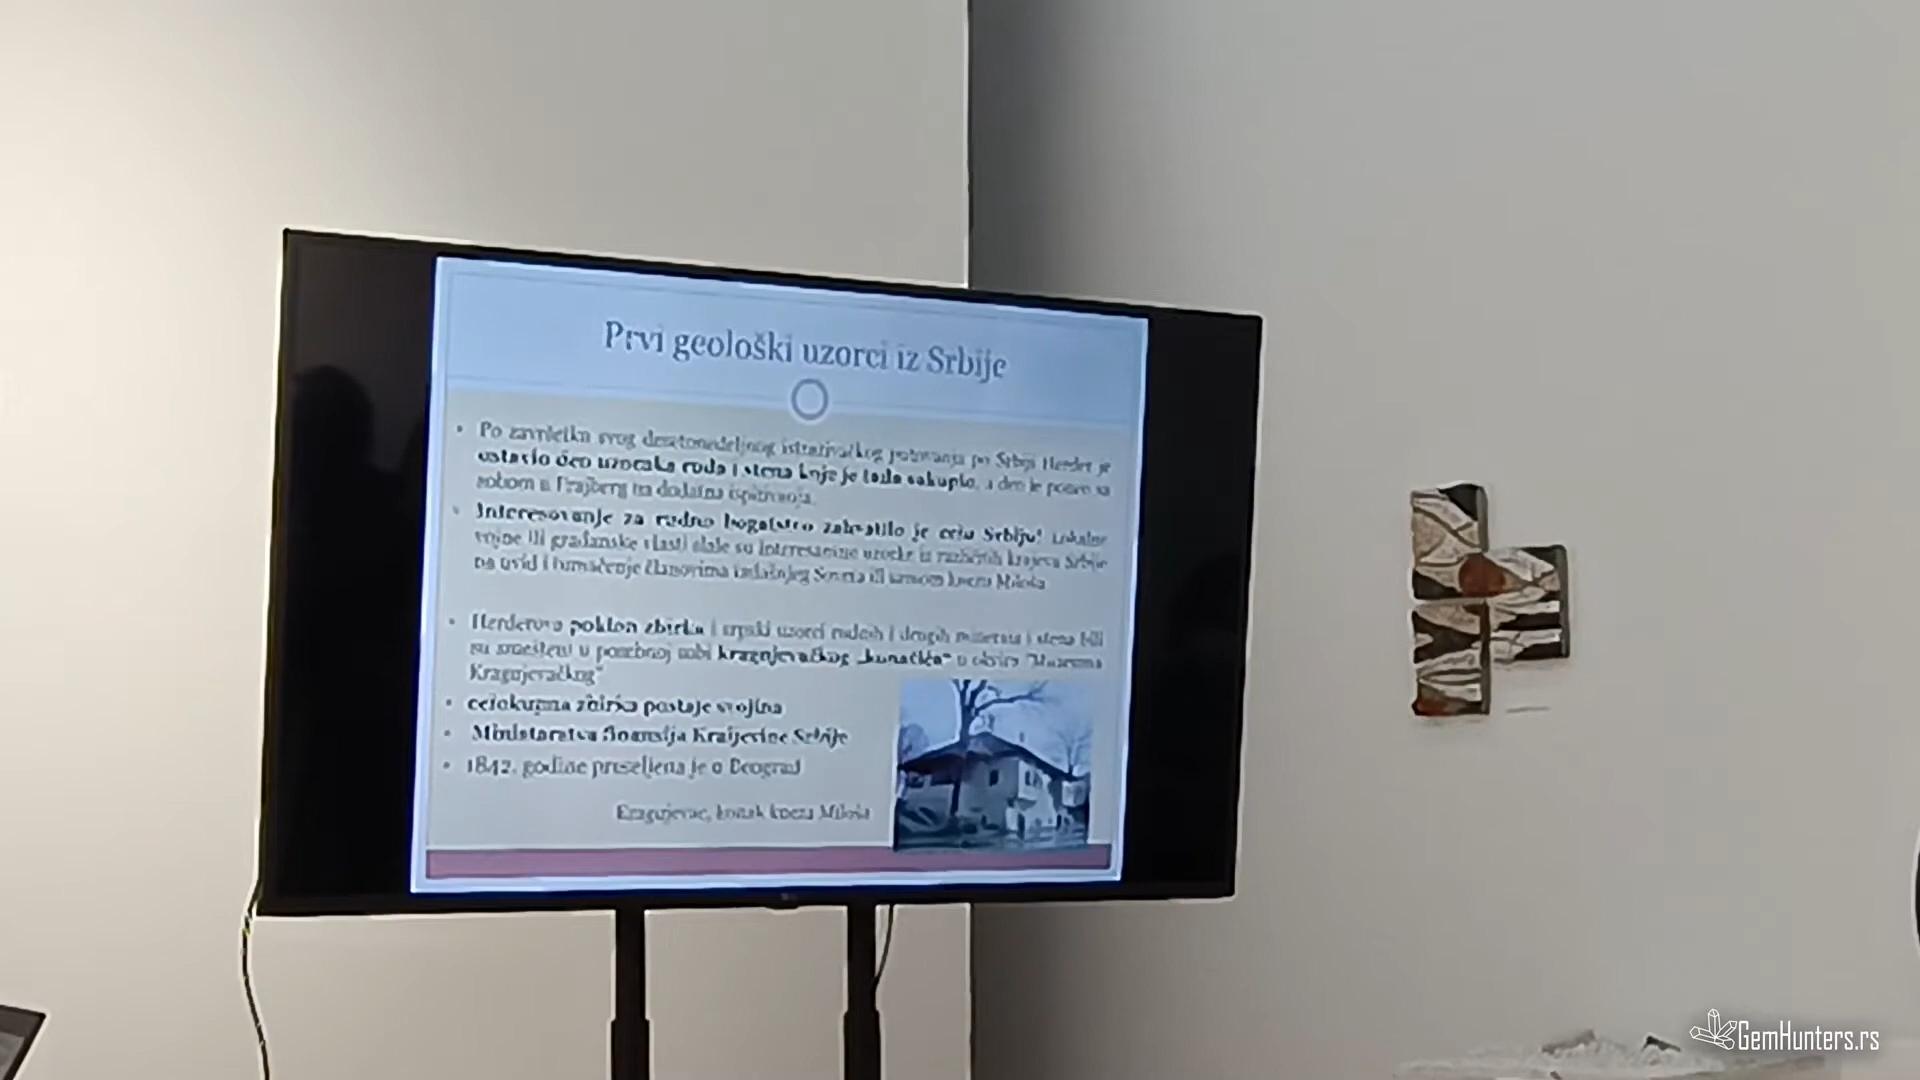 Prvi geološki uzorci iz Srbije
• Po završetku svog desetonedeljnog istraživačkog putovanja po Srbiji Herder je
ostavio deo uzoraka ruda i stena koje je tada sakupio, a deo je poneo sa
sobom u Frajberg na dodatna ispitivanja.
• Interesovanje za rudno bogatstvo zahvatilo je celu Srbiju! Lokalne
vojne ili građanske vlasti slale su interesantne uzorke iz različitih krajeva Srbije
na uvid i tumačenje članovima Soveta ili samom knezu Milošu
• Herderova poklon zbirka i srpski uzorci rudnih i drugih minerala i stena bili
su smešteni u posebnoj sobi kragujevačkog „konačića“ u okviru "Muzeuma
Kragujevačkog"
• celokupna zbirka postaje svojina
• Ministarstva finansija Kraljevine Srbije
• 1842. godine preseljena je u Beograd
Kragujevac, konak kneza Miloša
GemHunters.rs